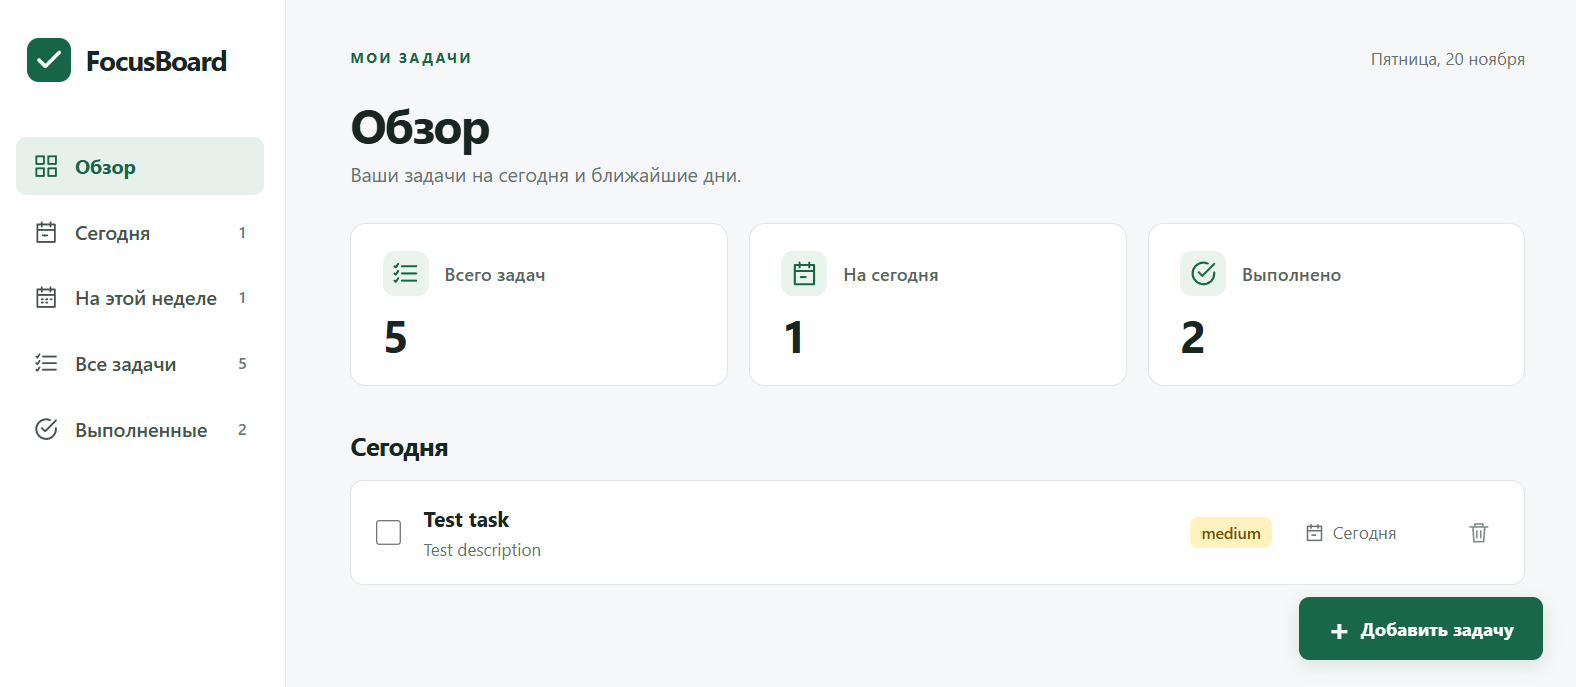 FocusBoard
Обзор
Сегодня 1
На этой неделе 1
Все задачи 5
Выполненные 2
МОИ ЗАДАЧИ
Пятница, 20 ноября
Обзор
Ваши задачи на сегодня и ближайшие дни.
Всего задач
5
На сегодня
1
Выполнено
2
Сегодня
Test task
Test description
medium
Сегодня
+ Добавить задачу